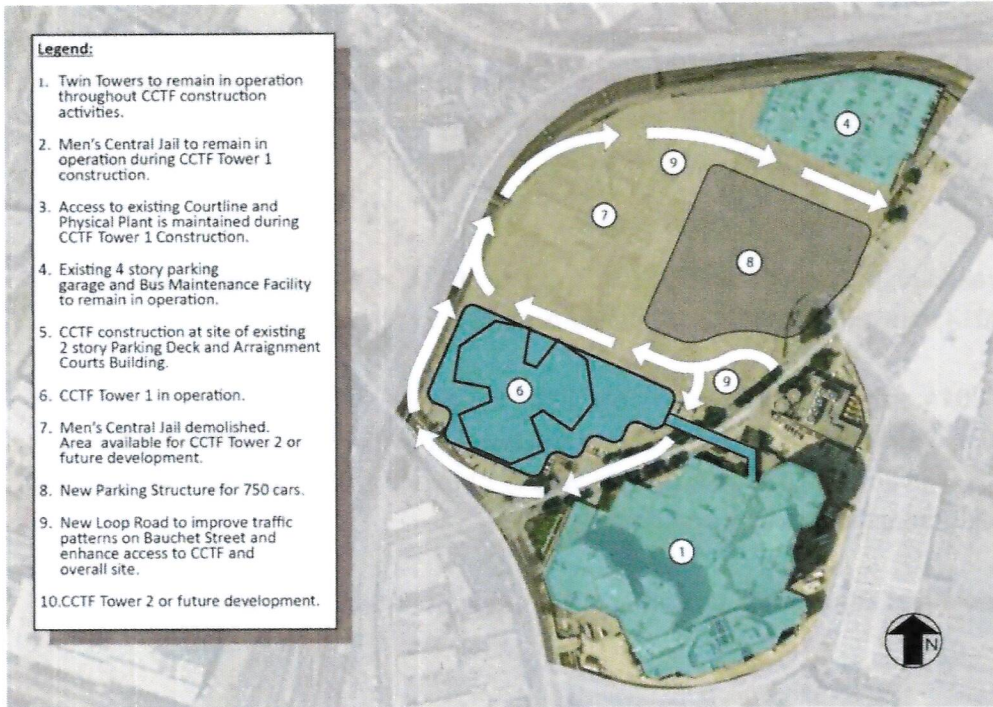 Legend:
1. Twin Towers to remain in operation
throughout CCTF construction
activities.
2. Men's Central Jail to remain in
operation during CCTF Tower 1
construction.
3. Access to existing Courtline and
Physical Plant is maintained during
CCTF Tower 1 Construction.
4. Existing 4 story parking
garage and Bus Maintenance Facility
to remain in operation.
5. CCTF construction at site of existing
2 story Parking Deck and Arraignment
Courts Building.
6. CCTF Tower 1 in operation.
7. Men's Central Jail demolished.
Area available for CCTF Tower 2 or
future development.
8. New Parking Structure for 750 cars.
9. New Loop Road to improve traffic
patterns on Bauchet Street and
enhance access to CCTF and
overall site.
10.CCTF Tower 2 or future development.
4
9
7
8
6
9
1
N